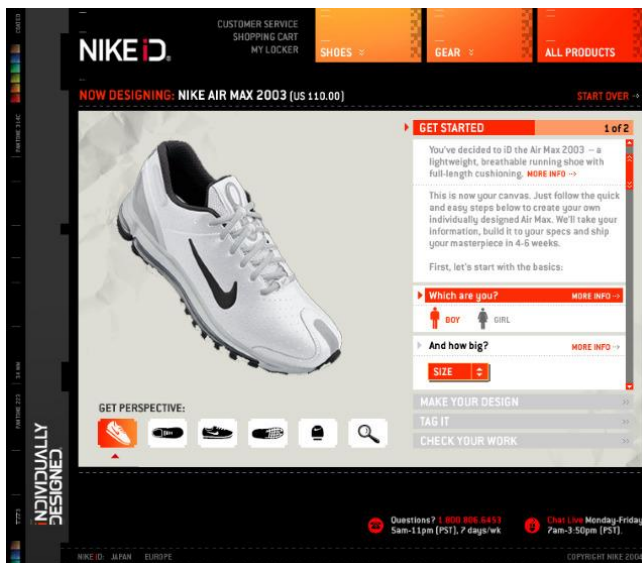 NIKE iD.
CUSTOMER SERVICE
SHOPPING CART
MY LOCKER
SHOES
GEAR
ALL PRODUCTS
NOW DESIGNING: NIKE AIR MAX 2003 (US 110.00)
START OVER
GET STARTED 1 of 2
You've decided to iD the Air Max 2003 – a
lightweight, breathable running shoe with
full-length cushioning. MORE INFO
This is now your canvas. Just follow the quick
and easy steps below to create your own
individually designed Air Max. We'll take your
information, build it to your specs and ship
your masterpiece in 4-6 weeks.
First, let's start with the basics:
Which are you? MORE INFO
BOY GIRL
And how big? MORE INFO
SIZE
MAKE YOUR DESIGN
TAG IT
CHECK YOUR WORK
GET PERSPECTIVE:
INDIVIDUALLY
DESIGNED
Questions? 1 800 806 6453
5am-11pm (PST), 7 days/wk
Chat Live Monday-Friday
7am-3:50pm (PST).
NIKE iD: JAPAN EUROPE
COPYRIGHT NIKE 2004